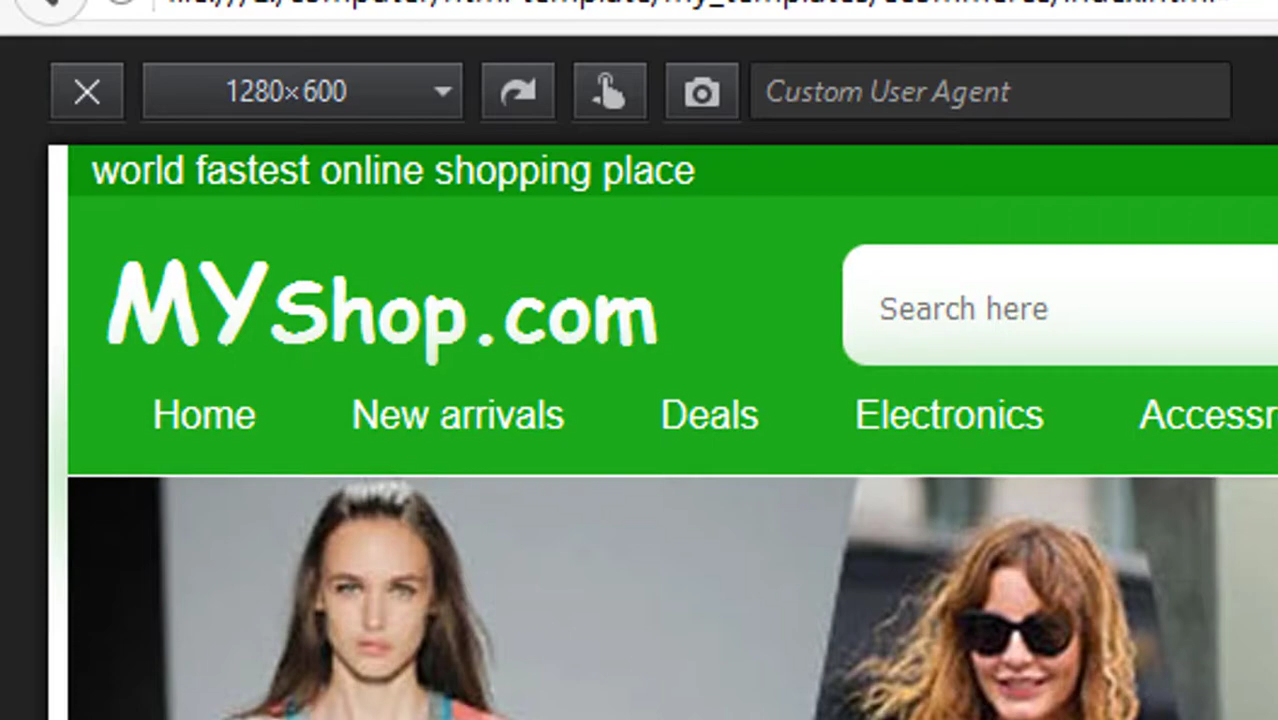 1280×600
Custom User Agent
world fastest online shopping place
MYShop.com
Search here
Home New arrivals Deals Electronics